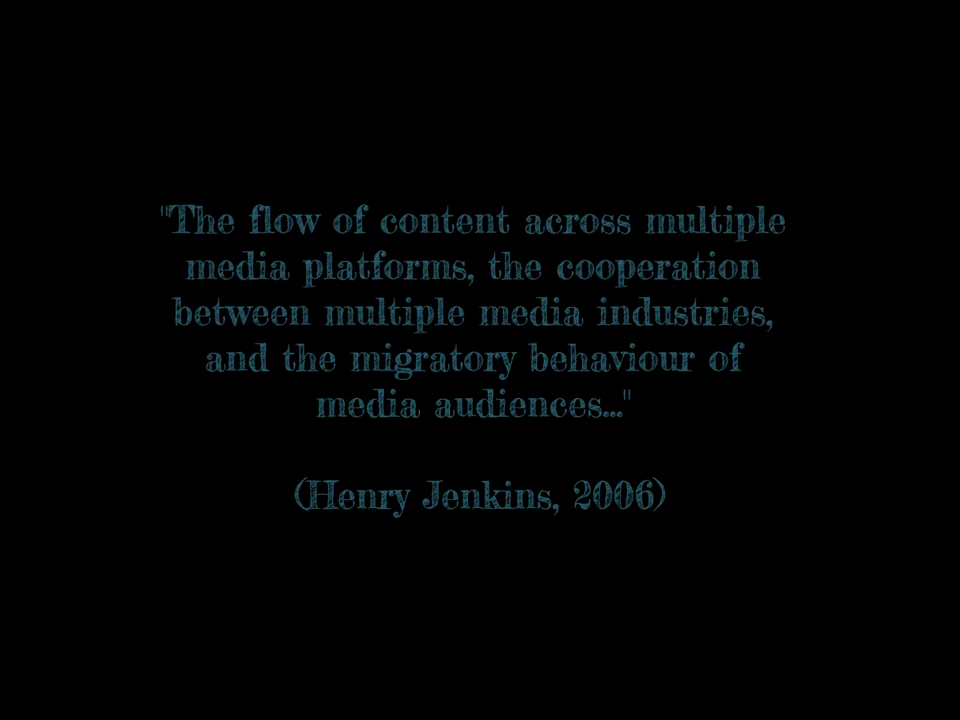 "The flow of content across multiple
media platforms, the cooperation
between multiple media industries,
and the migratory behaviour of
media audiences..."
(Henry Jenkins, 2006)